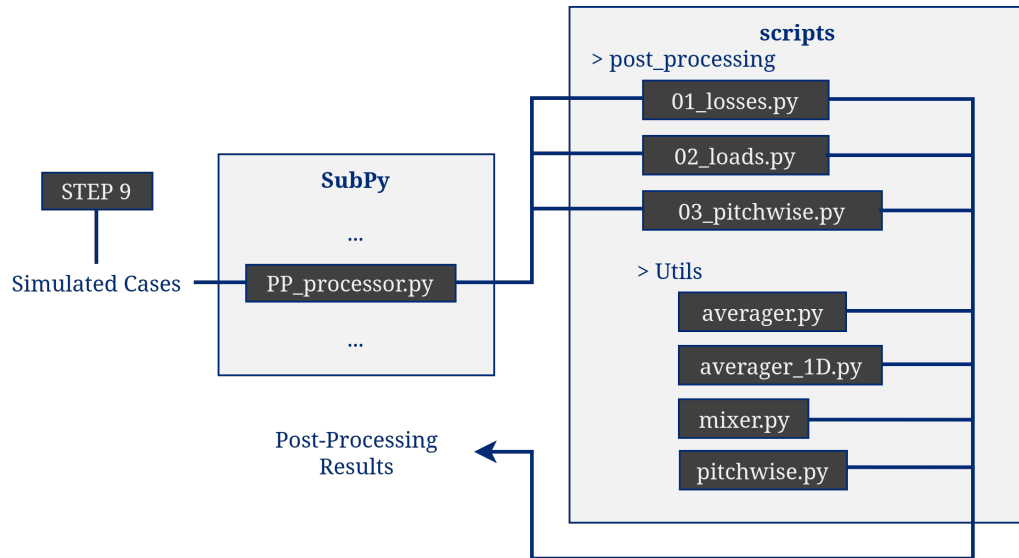 STEP 9
Simulated Cases
SubPy
...
PP_processor.py
...
scripts
> post_processing
01_losses.py
02_loads.py
03_pitchwise.py
> Utils
averager.py
averager_1D.py
mixer.py
pitchwise.py
Post-Processing
Results